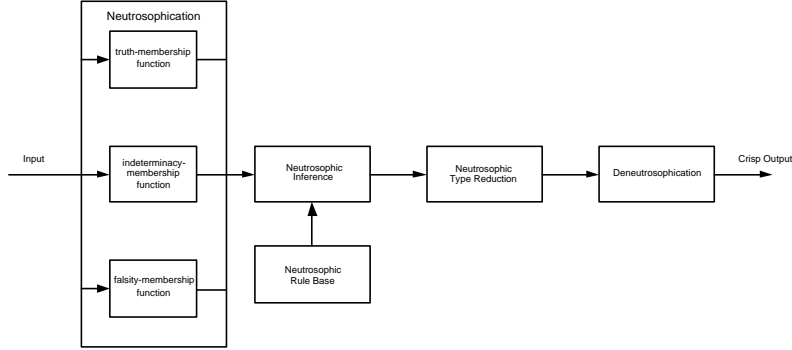 Neutrosophication
truth-membership
function
Input
indeterminacy-
membership
function
falsity-membership
function
Neutrosophic
Inference
Neutrosophic
Rule Base
Neutrosophic
Type Reduction
Deneutrosophication
Crisp Output